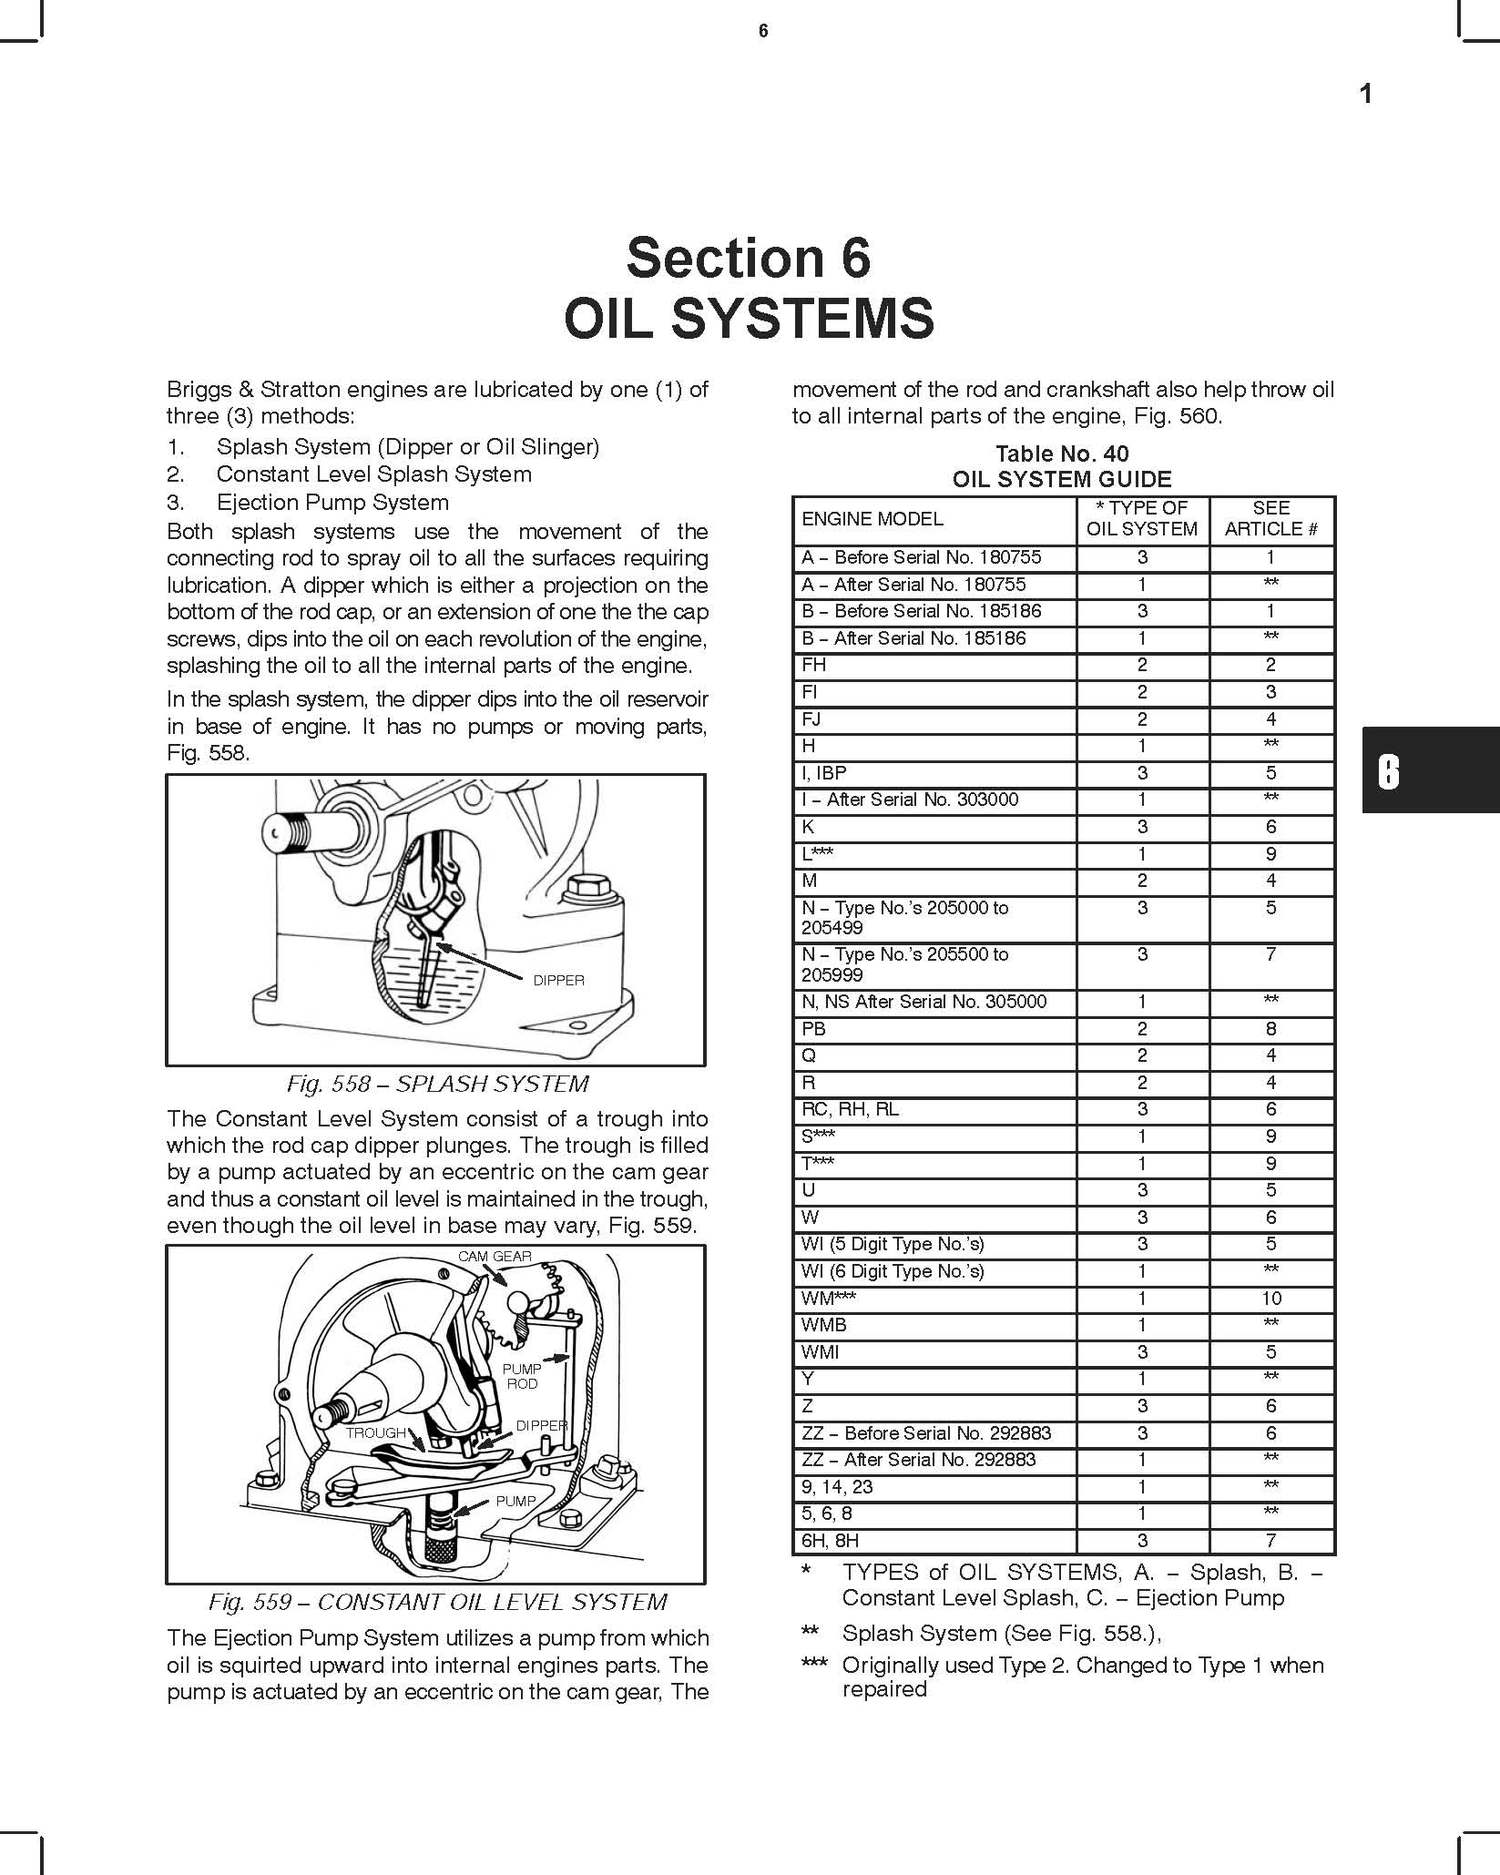 6
1
Section 6
OIL SYSTEMS
Briggs & Stratton engines are lubricated by one (1) of
three (3) methods:
1. Splash System (Dipper or Oil Slinger)
2. Constant Level Splash System
3. Ejection Pump System
Both splash systems use the movement of the
connecting rod to spray oil to all the surfaces requiring
lubrication. A dipper which is either a projection on the
bottom of the rod cap, or an extension of one the the cap
screws, dips into the oil on each revolution of the engine,
splashing the oil to all the internal parts of the engine.
In the splash system, the dipper dips into the oil reservoir
in base of engine. It has no pumps or moving parts,
Fig. 558.
DIPPER
Fig. 558 – SPLASH SYSTEM
The Constant Level System consist of a trough into
which the rod cap dipper plunges. The trough is filled
by a pump actuated by an eccentric on the cam gear
and thus a constant oil level is maintained in the trough,
even though the oil level in base may vary, Fig. 559.
CAM GEAR
PUMP
ROD
DIPPER
TROUGH
PUMP
Fig. 559 – CONSTANT OIL LEVEL SYSTEM
The Ejection Pump System utilizes a pump from which
oil is squirted upward into internal engines parts. The
pump is actuated by an eccentric on the cam gear, The
movement of the rod and crankshaft also help throw oil
to all internal parts of the engine, Fig. 560.
Table No. 40
OIL SYSTEM GUIDE
ENGINE MODEL * TYPE OF OIL SYSTEM SEE ARTICLE #
A – Before Serial No. 180755 3 1
A – After Serial No. 180755 1 **
B – Before Serial No. 185186 3 1
B – After Serial No. 185186 1 **
FH 2 2
FI 2 3
FJ 2 4
H 1 **
I, IBP 3 5
I – After Serial No. 303000 1 **
K 3 6
L*** 1 9
M 2 4
N – Type No.'s 205000 to 3 5
205499
N – Type No.'s 205500 to 3 7
205999
N, NS After Serial No. 305000 1 **
PB 2 8
Q 2 4
R 2 4
RC, RH, RL 3 6
S*** 1 9
T*** 1 9
U 3 5
W 3 6
WI (5 Digit Type No.'s) 3 5
WI (6 Digit Type No.'s) 1 **
WM*** 1 10
WMB 1 **
WMI 3 5
Y 1 **
Z 3 6
ZZ – Before Serial No. 292883 3 6
ZZ – After Serial No. 292883 1 **
9, 14, 23 1 **
5, 6, 8 1 **
6H, 8H 3 7
* TYPES of OIL SYSTEMS, A. – Splash, B. –
Constant Level Splash, C. – Ejection Pump
** Splash System (See Fig. 558.),
*** Originally used Type 2. Changed to Type 1 when
repaired
6